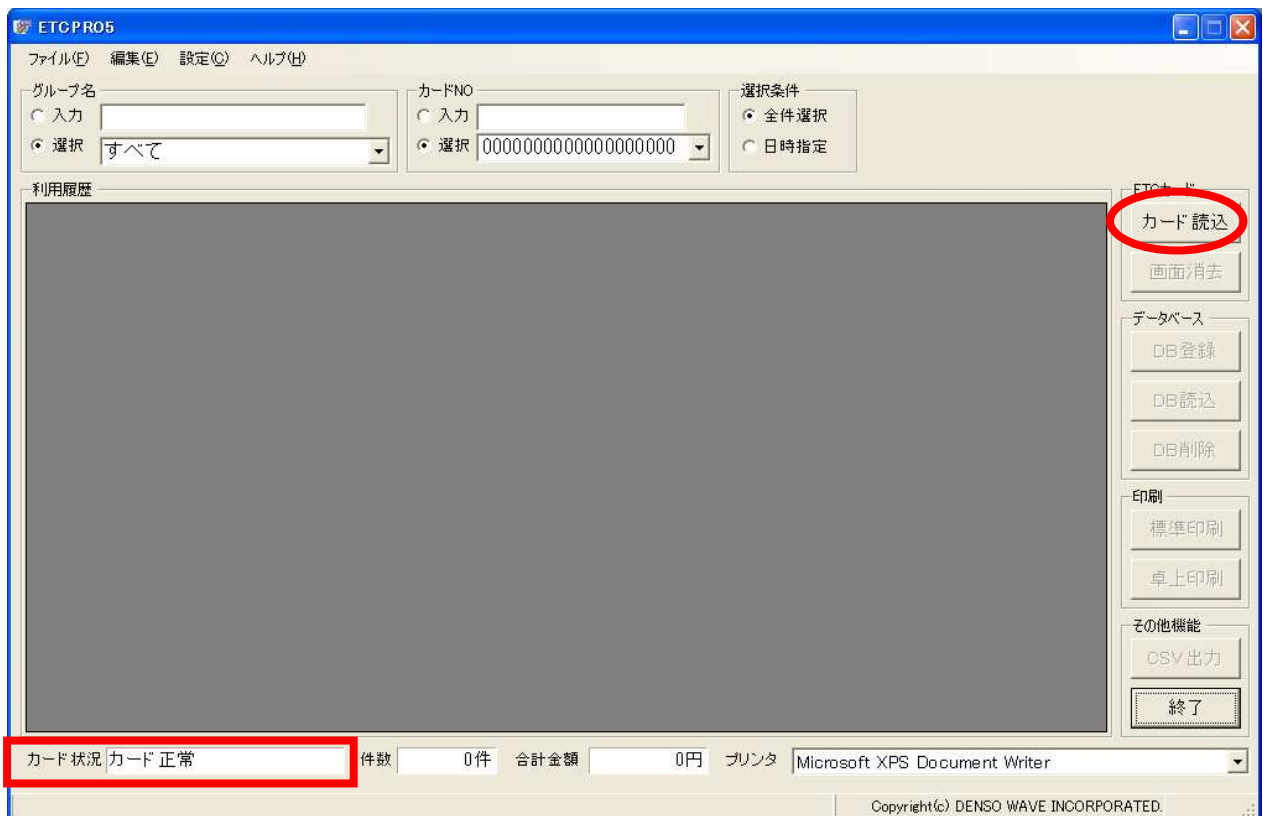 ETCPRO5
ファイル(F) 編集(E) 設定(C) ヘルプ(H)
グループ名
入力
選択 すべて
カードNO
入力
選択 0000000000000000000
選択条件
全件選択
日時指定
利用履歴
ETCカード
カード読込
画面消去
データベース
DB登録
DB読込
DB削除
印刷
標準印刷
卓上印刷
その他機能
CSV出力
終了
カード状況 カード正常 件数 0件 合計金額 0円 プリンタ Microsoft XPS Document Writer
Copyright(c) DENSO WAVE INCORPORATED.